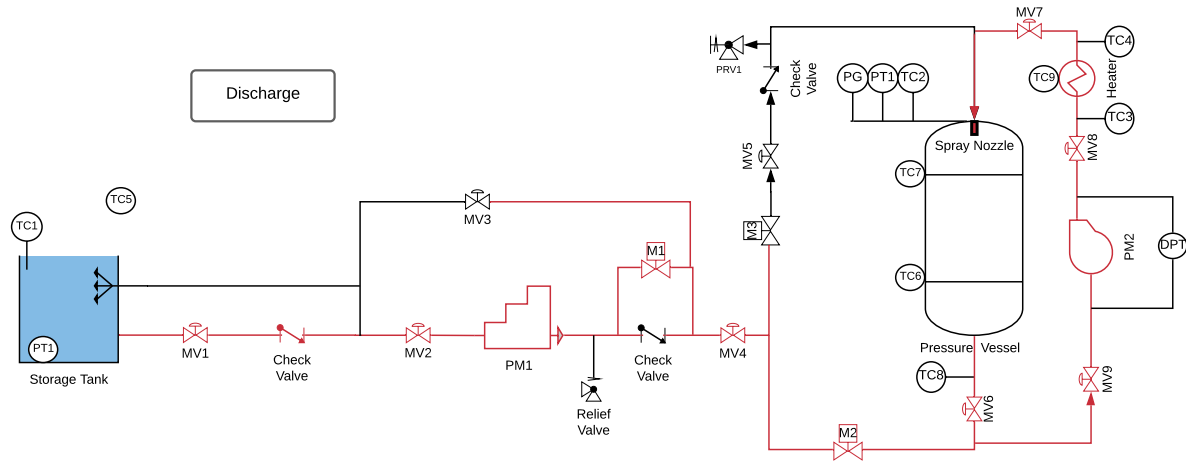 MV7
TC4
PRV1
Check
Valve
PG
PT1
TC2
TC9
Heater
Discharge
TC3
Spray Nozzle
MV8
MV5
TC7
TC5
TC1
MV3
M3
PM2
DPT
M1
TC6
PT1
MV1
Check
Valve
MV2
PM1
Check
Valve
MV4
Pressure Vessel
Storage Tank
TC8
MV9
MV6
Relief
Valve
M2